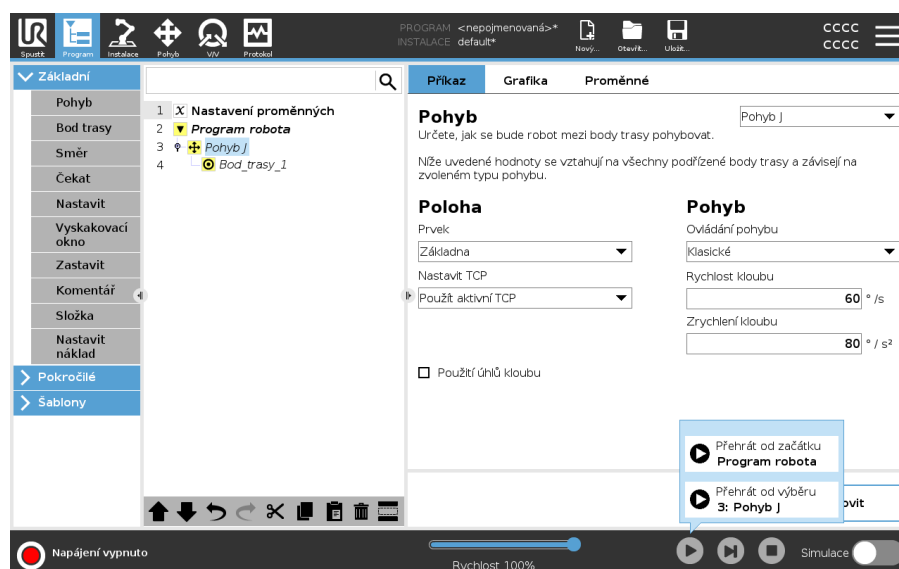 PROGRAM <nepojmenovaná>*
INSTALACE default*
Spustit
Program
Instalace
Pohyb
V/V
Protokol
Nový...
Otevřít...
Uložit...
CCCC
CCCC
Základní
Pohyb
Bod trasy
Směr
Čekat
Nastavit
Vyskakovací
okno
Zastavit
Komentář
Složka
Nastavit
náklad
Pokročilé
Šablony
1 X Nastavení proměnných
2 Program robota
3 Pohyb J
4 Bod_trasy_1
Příkaz
Grafika
Proměnné
Pohyb
Pohyb J
Určete, jak se bude robot mezi body trasy pohybovat.
Níže uvedené hodnoty se vztahují na všechny podřízené body trasy a závisejí na
zvoleném typu pohybu.
Poloha
Prvek
Základna
Nastavit TCP
Použít aktivní TCP
Použití úhlů kloubu
Pohyb
Ovládání pohybu
Klasické
Rychlost kloubu
60 ° /s
Zrychlení kloubu
80 ° / s²
Přehrát od začátku
Program robota
Přehrát od výběru
3: Pohyb J
Napájení vypnuto
Rychlost 100%
Simulace